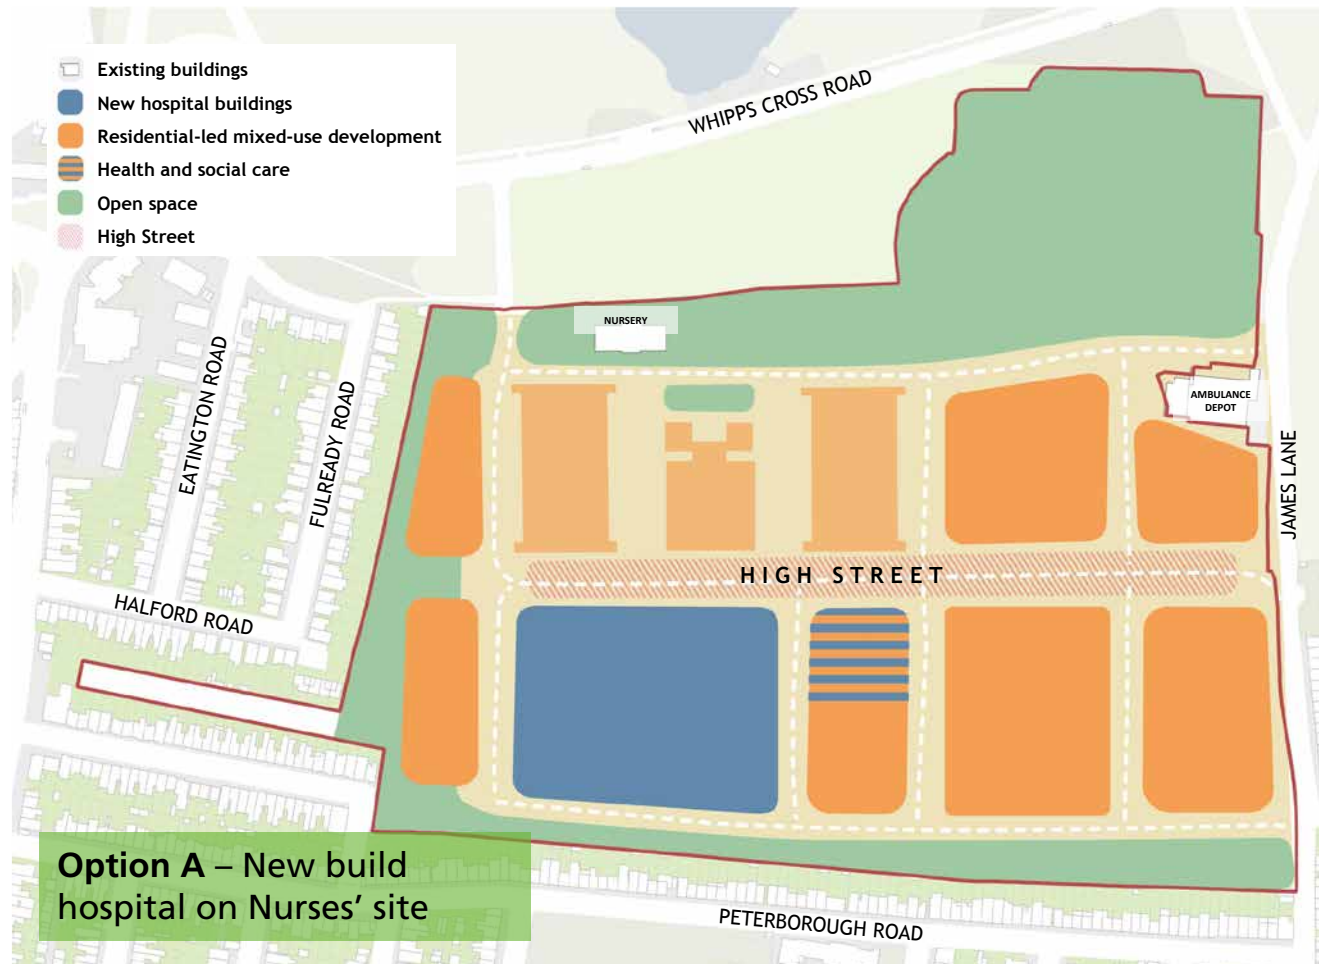 Existing buildings
New hospital buildings
Residential-led mixed-use development
Health and social care
Open space
High Street
WHIPPS CROSS ROAD
NURSERY
AMBULANCE
DEPOT
EATINGTON ROAD
FULREADY ROAD
JAMES LANE
HIGH STREET
HALFORD ROAD
Option A – New build
hospital on Nurses’ site
PETERBOROUGH ROAD